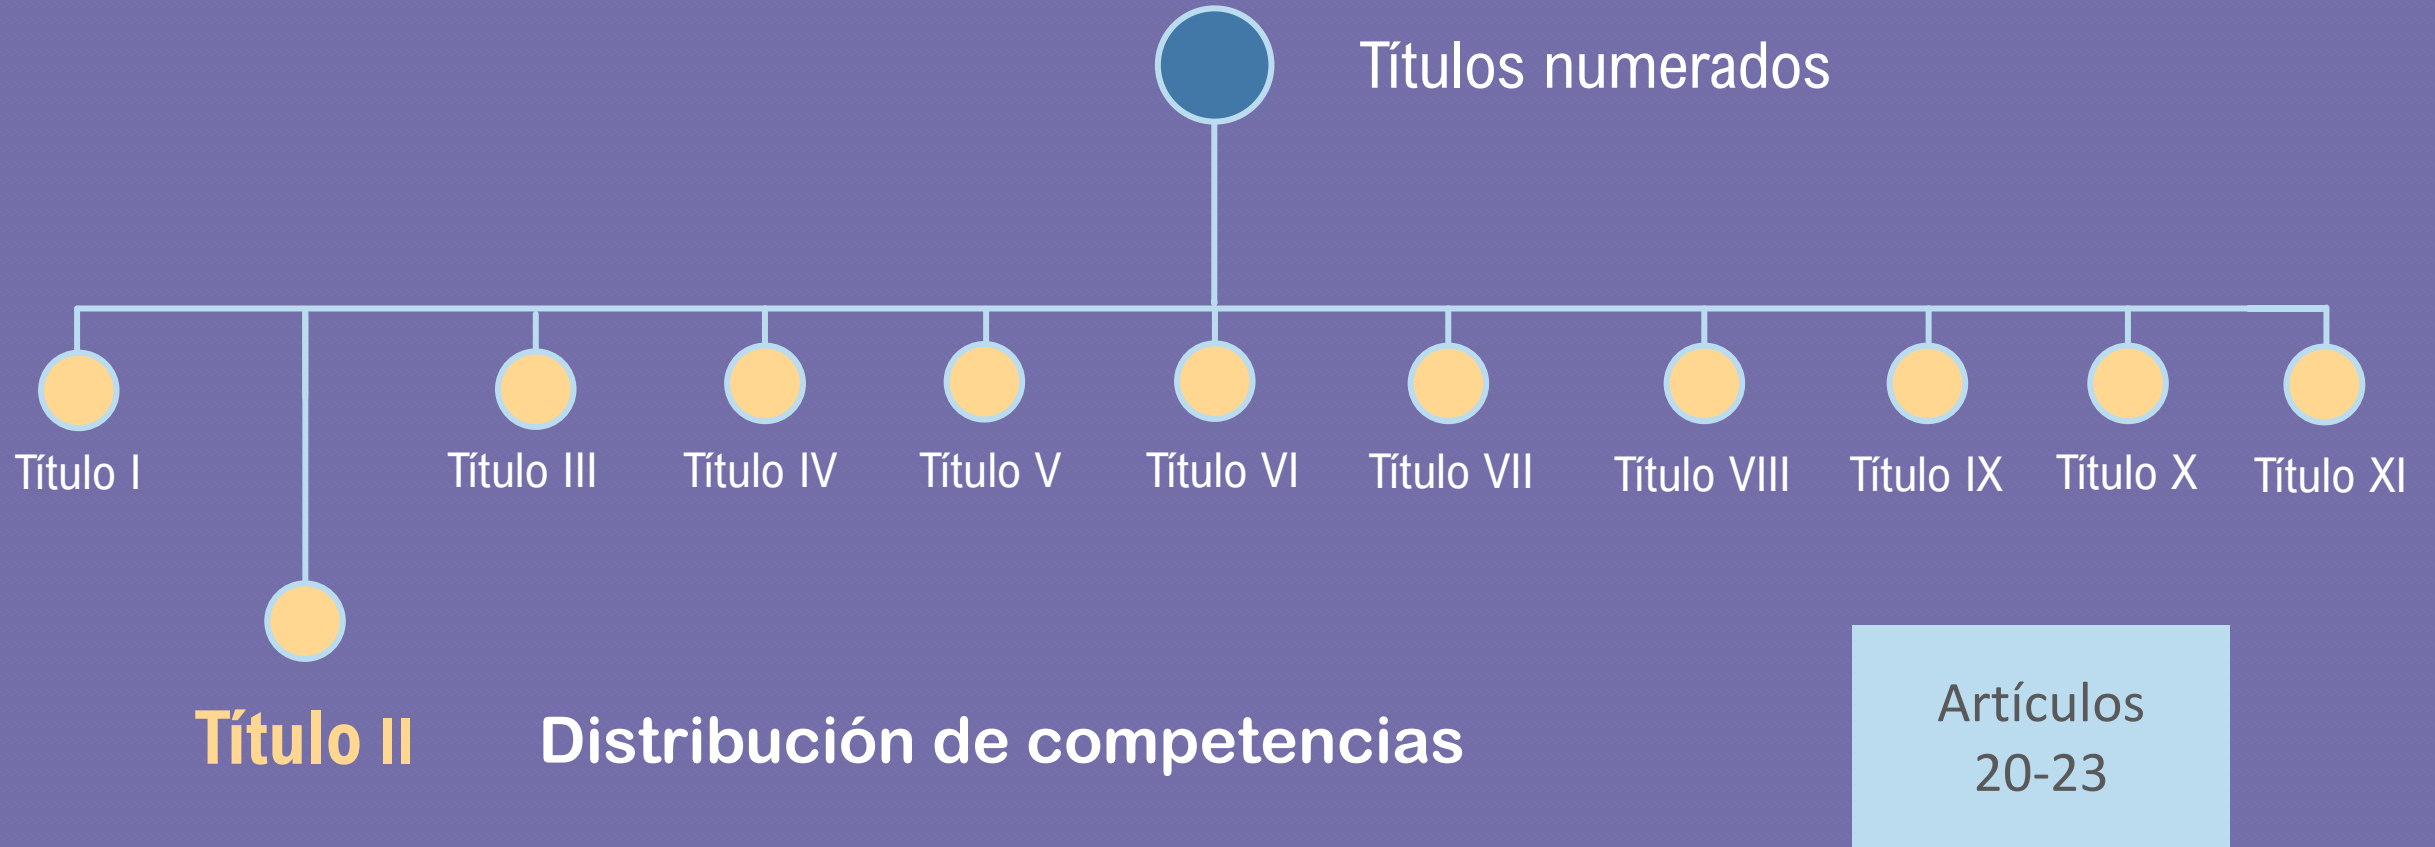 Títulos numerados
Título I
Título III
Título IV
Título V
Título VI
Título VII
Título VIII
Título IX
Título X
Título XI
Título II
Distribución de competencias
Artículos
20-23